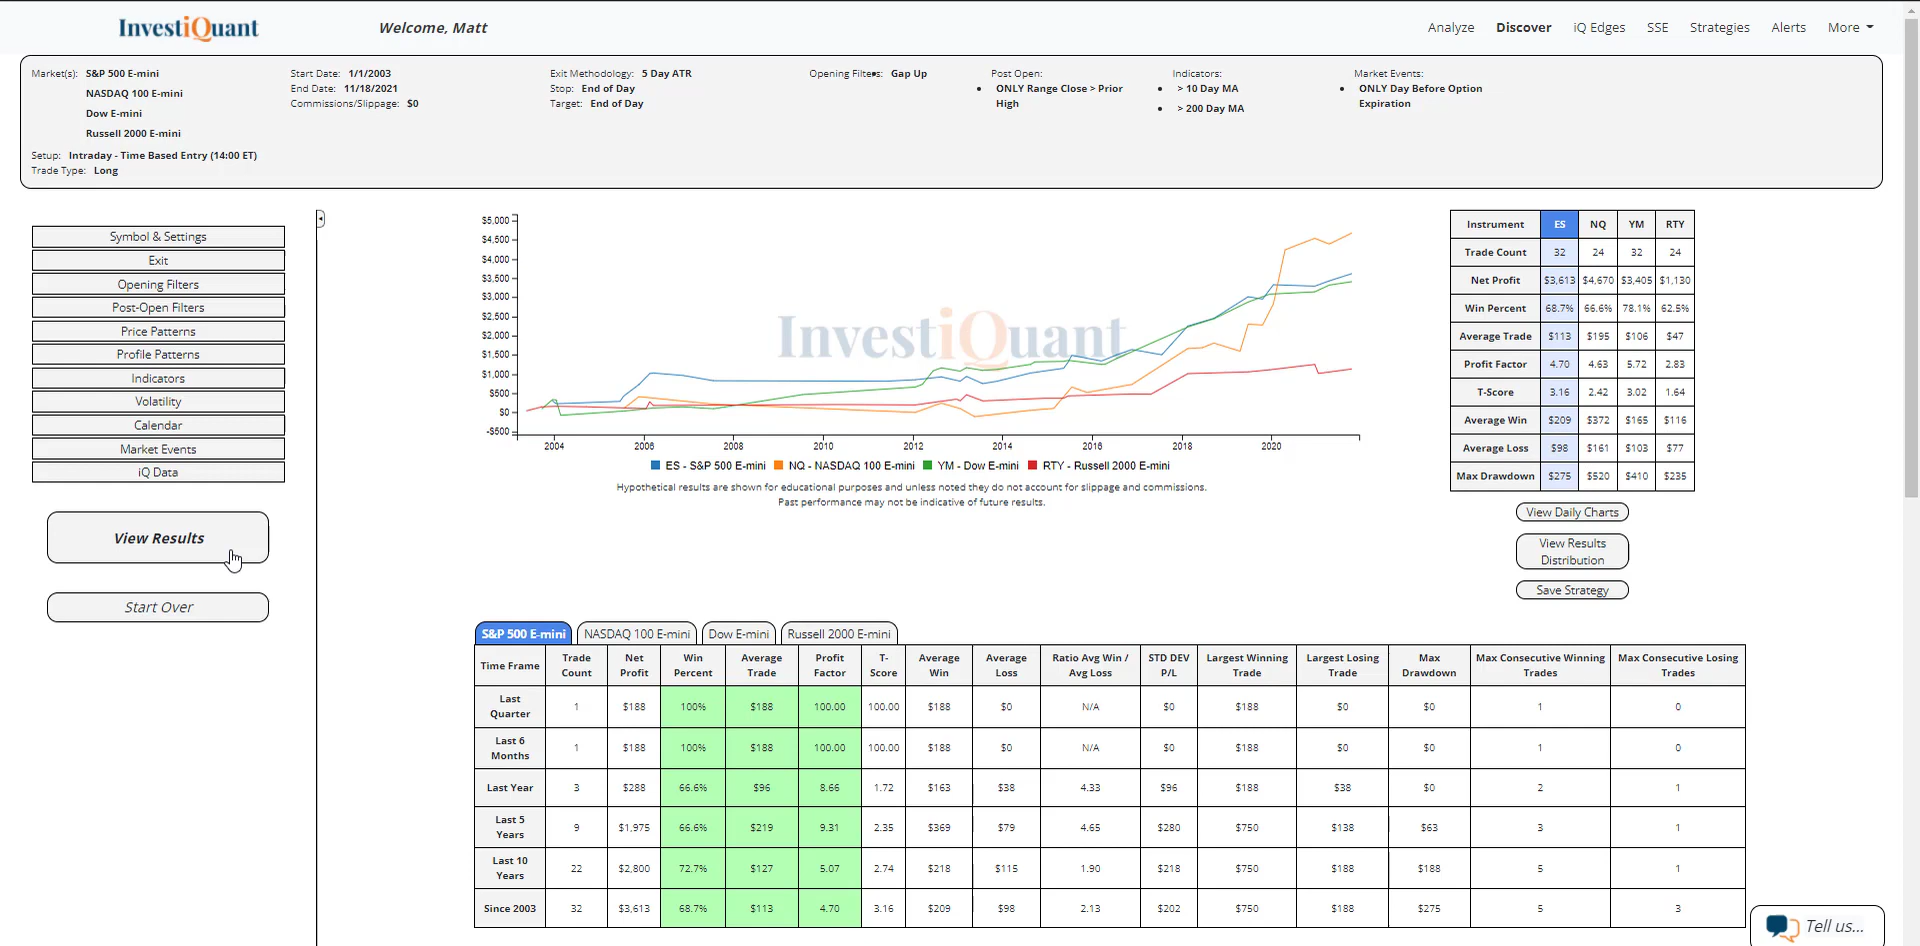 InvestiQuant
Welcome, Matt
Analyze Discover iQ Edges SSE Strategies Alerts More
Market(s): S&P 500 E-mini
NASDAQ 100 E-mini
Dow E-mini
Russell 2000 E-mini
Setup: Intraday - Time Based Entry (14:00 ET)
Trade Type: Long
Start Date: 1/1/2003
End Date: 11/18/2021
Commissions/Slippage: $0
Exit Methodology: 5 Day ATR
Stop: End of Day
Target: End of Day
Opening Filters: Gap Up
Post Open:
• ONLY Range Close > Prior
High
Indicators:
• > 10 Day MA
• > 200 Day MA
Market Events:
• ONLY Day Before Option
Expiration
Symbol & Settings
Exit
Opening Filters
Post-Open Filters
Price Patterns
Profile Patterns
Indicators
Volatility
Calendar
Market Events
iQ Data
View Results
Start Over
$5,000
$4,500
$4,000
$3,500
$3,000
$2,500
$2,000
$1,500
$1,000
$500
$0
-$500
InvestiQuant
2004 2006 2008 2010 2012 2014 2016 2018 2020
ES - S&P 500 E-mini NQ - NASDAQ 100 E-mini YM - Dow E-mini RTY - Russell 2000 E-mini
Hypothetical results are shown for educational purposes and unless noted they do not account for slippage and commissions.
Past performance may not be indicative of future results.
Instrument ES NQ YM RTY
Trade Count 32 24 32 24
Net Profit $3,613 $4,670 $3,405 $1,130
Win Percent 68.7% 66.6% 78.1% 62.5%
Average Trade $113 $195 $106 $47
Profit Factor 4.70 4.63 5.72 2.83
T-Score 3.16 2.42 3.02 1.64
Average Win $209 $372 $165 $116
Average Loss $98 $161 $103 $77
Max Drawdown $275 $520 $410 $235
View Daily Charts
View Results
Distribution
Save Strategy
S&P 500 E-mini NASDAQ 100 E-mini Dow E-mini Russell 2000 E-mini
Time Frame Trade Count Net Profit Win Percent Average Trade Profit Factor T-Score Average Win Average Loss Ratio Avg Win / Avg Loss STD DEV P/L Largest Winning Trade Largest Losing Trade Max Drawdown Max Consecutive Winning Trades Max Consecutive Losing Trades
Last Quarter 1 $188 100% $188 100.00 100.00 $188 $0 N/A $0 $188 $0 $0 1 0
Last 6 Months 1 $188 100% $188 100.00 100.00 $188 $0 N/A $0 $188 $0 $0 1 0
Last Year 3 $288 66.6% $96 8.66 1.72 $163 $38 4.33 $96 $188 $38 $0 2 1
Last 5 Years 9 $1,975 66.6% $219 9.31 2.35 $369 $79 4.65 $280 $750 $138 $63 3 1
Last 10 Years 22 $2,800 72.7% $127 5.07 2.74 $218 $115 1.90 $218 $750 $188 $188 5 1
Since 2003 32 $3,613 68.7% $113 4.70 3.16 $209 $98 2.13 $202 $750 $188 $275 5 3
Tell us...